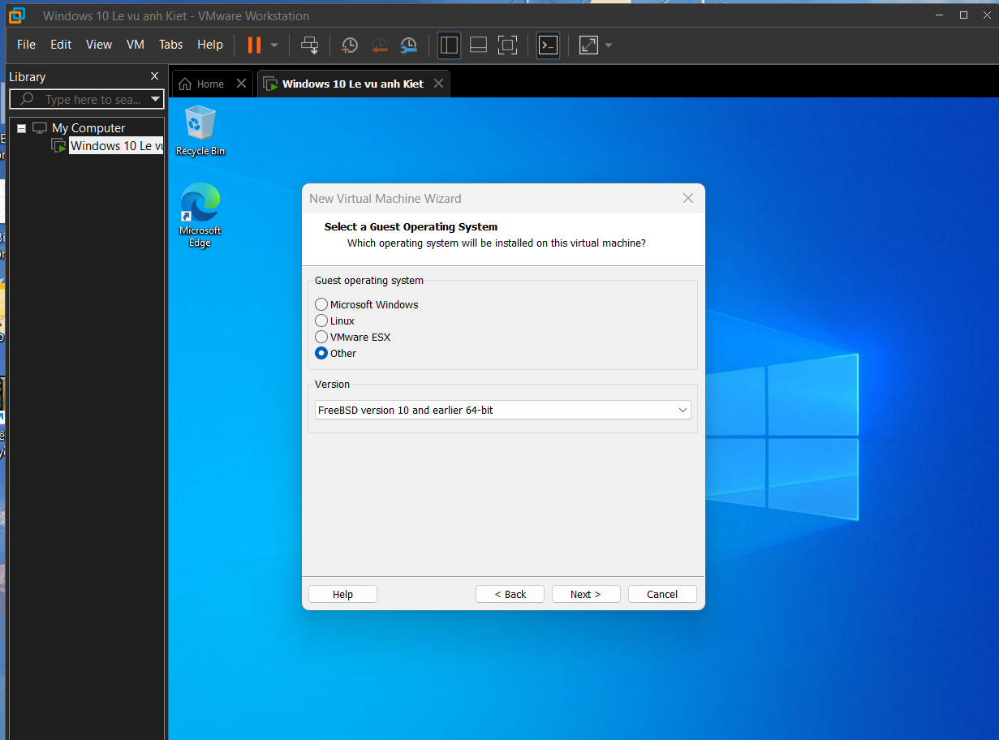 Windows 10 Le vu anh Kiet - VMware Workstation
File Edit View VM Tabs Help
Library
Type here to sea...
Home
Windows 10 Le vu anh Kiet
My Computer
Windows 10 Le vu
Recycle Bin
Microsoft
Edge
New Virtual Machine Wizard
Select a Guest Operating System
Which operating system will be installed on this virtual machine?
Guest operating system
Microsoft Windows
Linux
VMware ESX
Other
Version
FreeBSD version 10 and earlier 64-bit
Help
< Back
Next >
Cancel